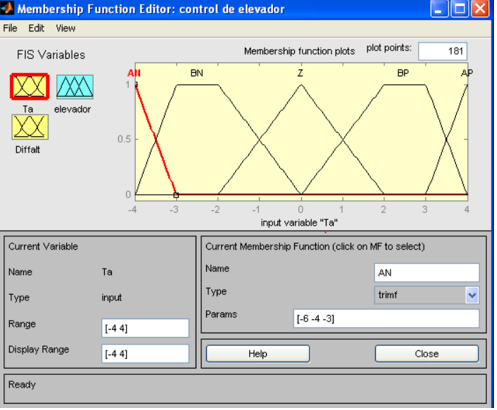 Membership Function Editor: control de elevador
File Edit View
FIS Variables
Membership function plots plot points: 181
AN BN Z BP AP
1
0.5
0
-4 -3 -2 -1 0 1 2 3 4
input variable "Ta"
Ta elevador
Diffalt
Current Variable
Name Ta
Type input
Range [-4 4]
Display Range [-4 4]
Current Membership Function (click on MF to select)
Name AN
Type trimf
Params [-6 -4 -3]
Help Close
Ready